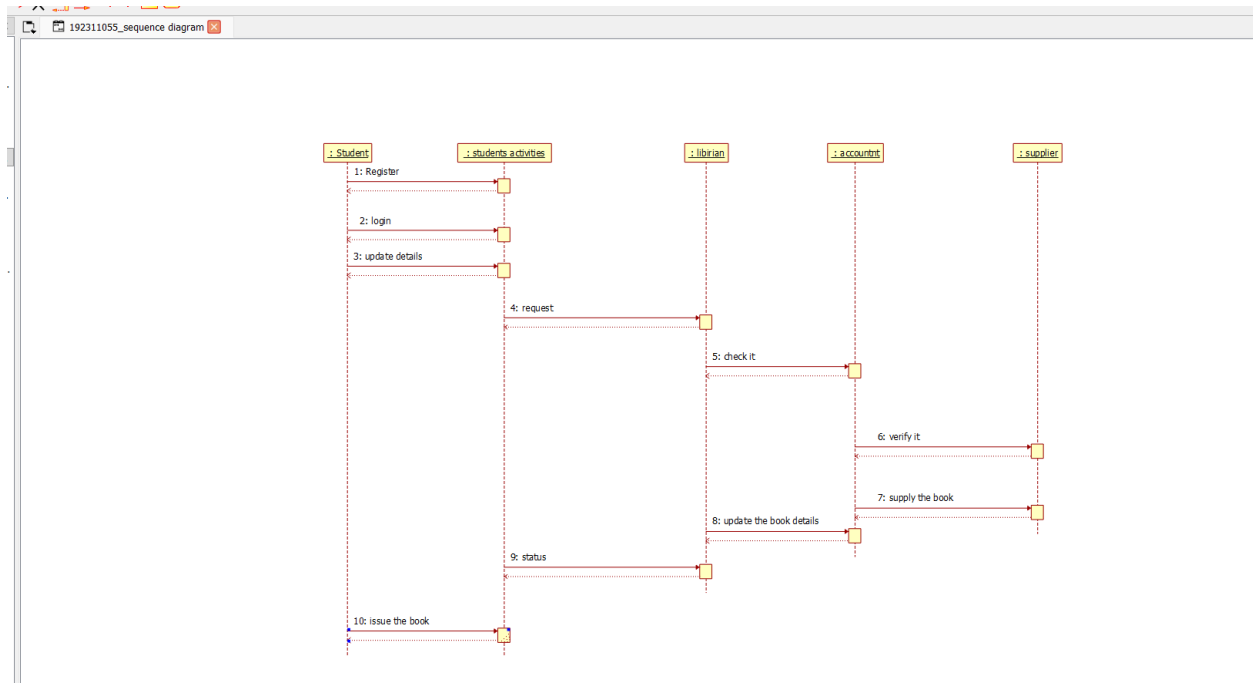 192311055_sequence diagram
: Student
: students activities
: libirian
: accountnt
: supplier
1: Register
2: login
3: update details
4: request
5: check it
6: verify it
7: supply the book
8: update the book details
9: status
10: issue the book